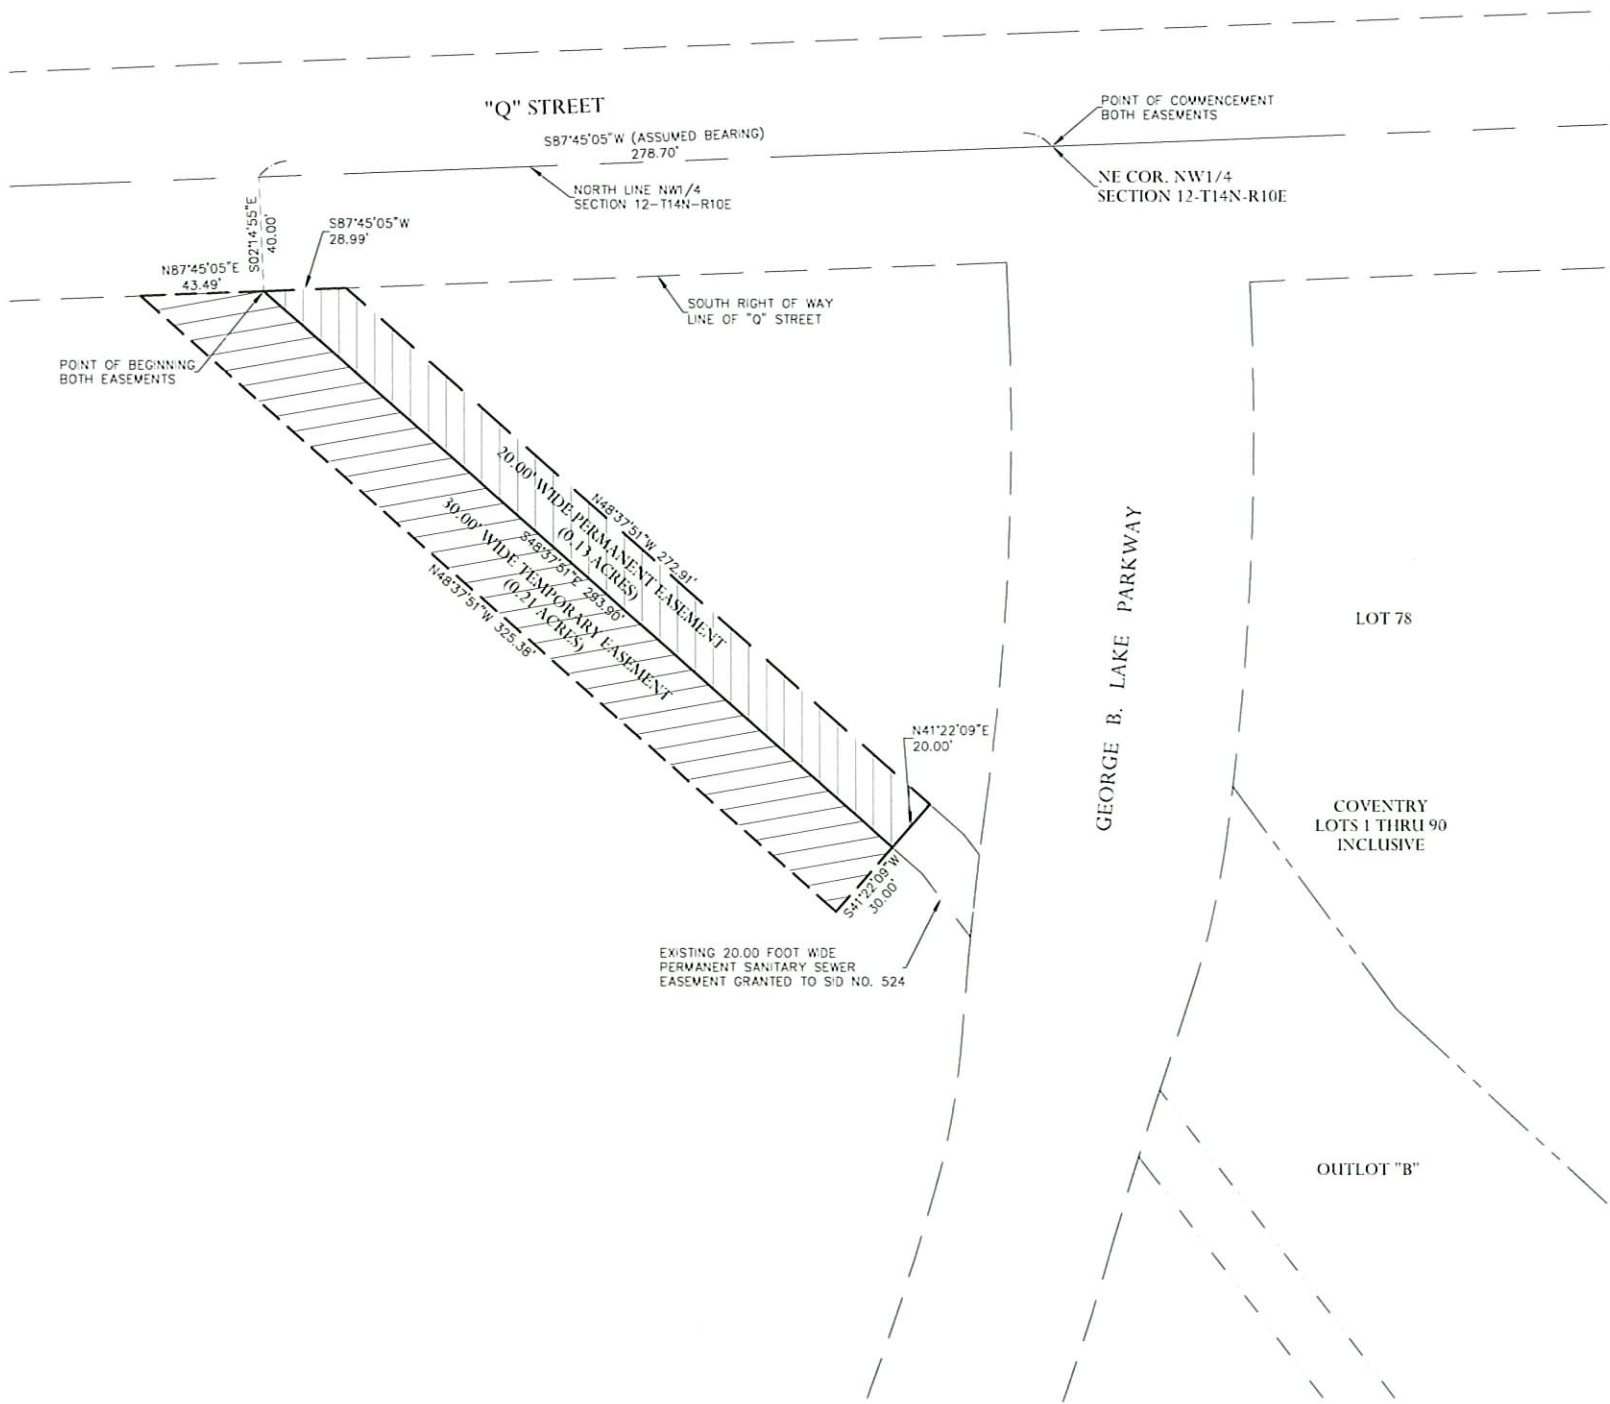 "Q" STREET
POINT OF COMMENCEMENT
BOTH EASEMENTS
S87°45'05"W (ASSUMED BEARING)
278.70'
NE COR. NW1/4
SECTION 12-T14N-R10E
NORTH LINE NW1/4
SECTION 12-T14N-R10E
S02°14'55"E
40.00'
S87°45'05"W
28.99'
N87°45'05"E
43.49'
SOUTH RIGHT OF WAY
LINE OF "Q" STREET
POINT OF BEGINNING
BOTH EASEMENTS
N48°37'51"W 272.91'
20.00' WIDE PERMANENT EASEMENT
(0.13 ACRES)
S48°37'51"E 293.90'
30.00' WIDE TEMPORARY EASEMENT
(0.21 ACRES)
N48°37'51"W 325.38'
GEORGE B. LAKE PARKWAY
LOT 78
N41°22'09"E
20.00'
COVENTRY
LOTS 1 THRU 90
INCLUSIVE
S41°22'09"W
30.00'
EXISTING 20.00 FOOT WIDE
PERMANENT SANITARY SEWER
EASEMENT GRANTED TO SID NO. 524
OUTLOT "B"